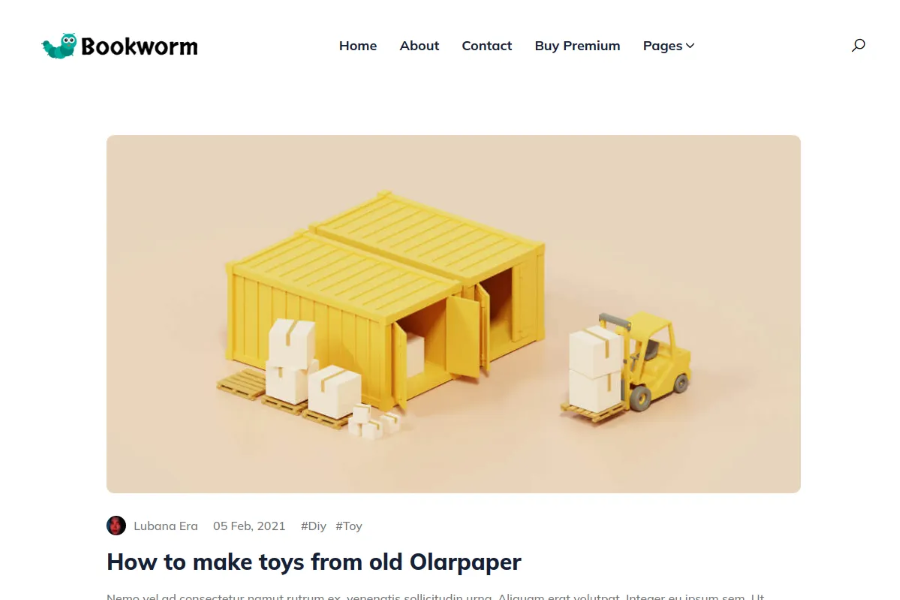 Bookworm
Home About Contact Buy Premium Pages
Lubana Era 05 Feb, 2021 #Diy #Toy
How to make toys from old Olarpaper
Nemo vel ad consectetur namut rutrum ex, venenatis sollicitudin urna. Aliquam erat volutpat. Integer eu ipsum sem. Ut